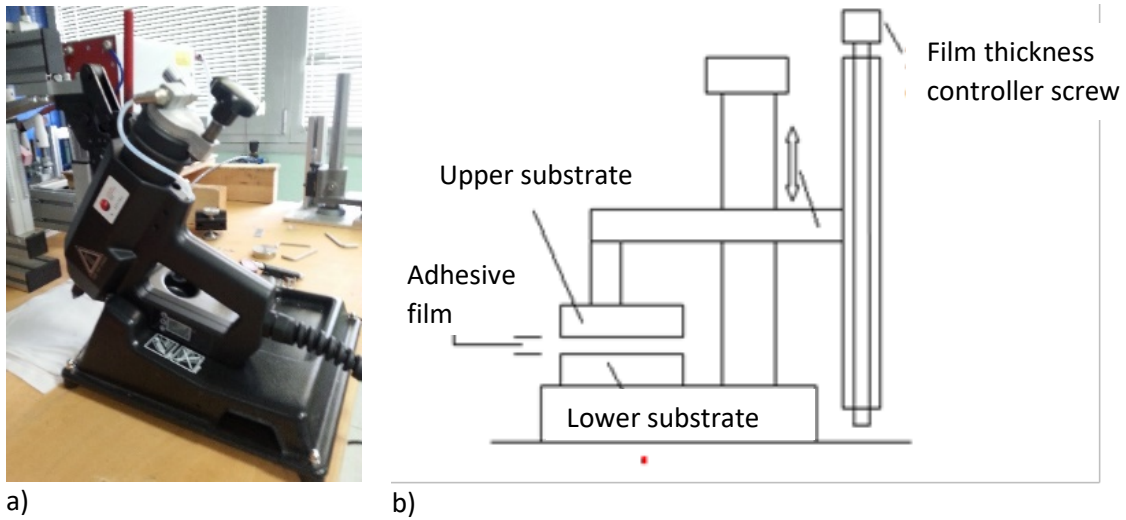 Film thickness
controller screw
Upper substrate
Adhesive
film
Lower substrate
a)
b)